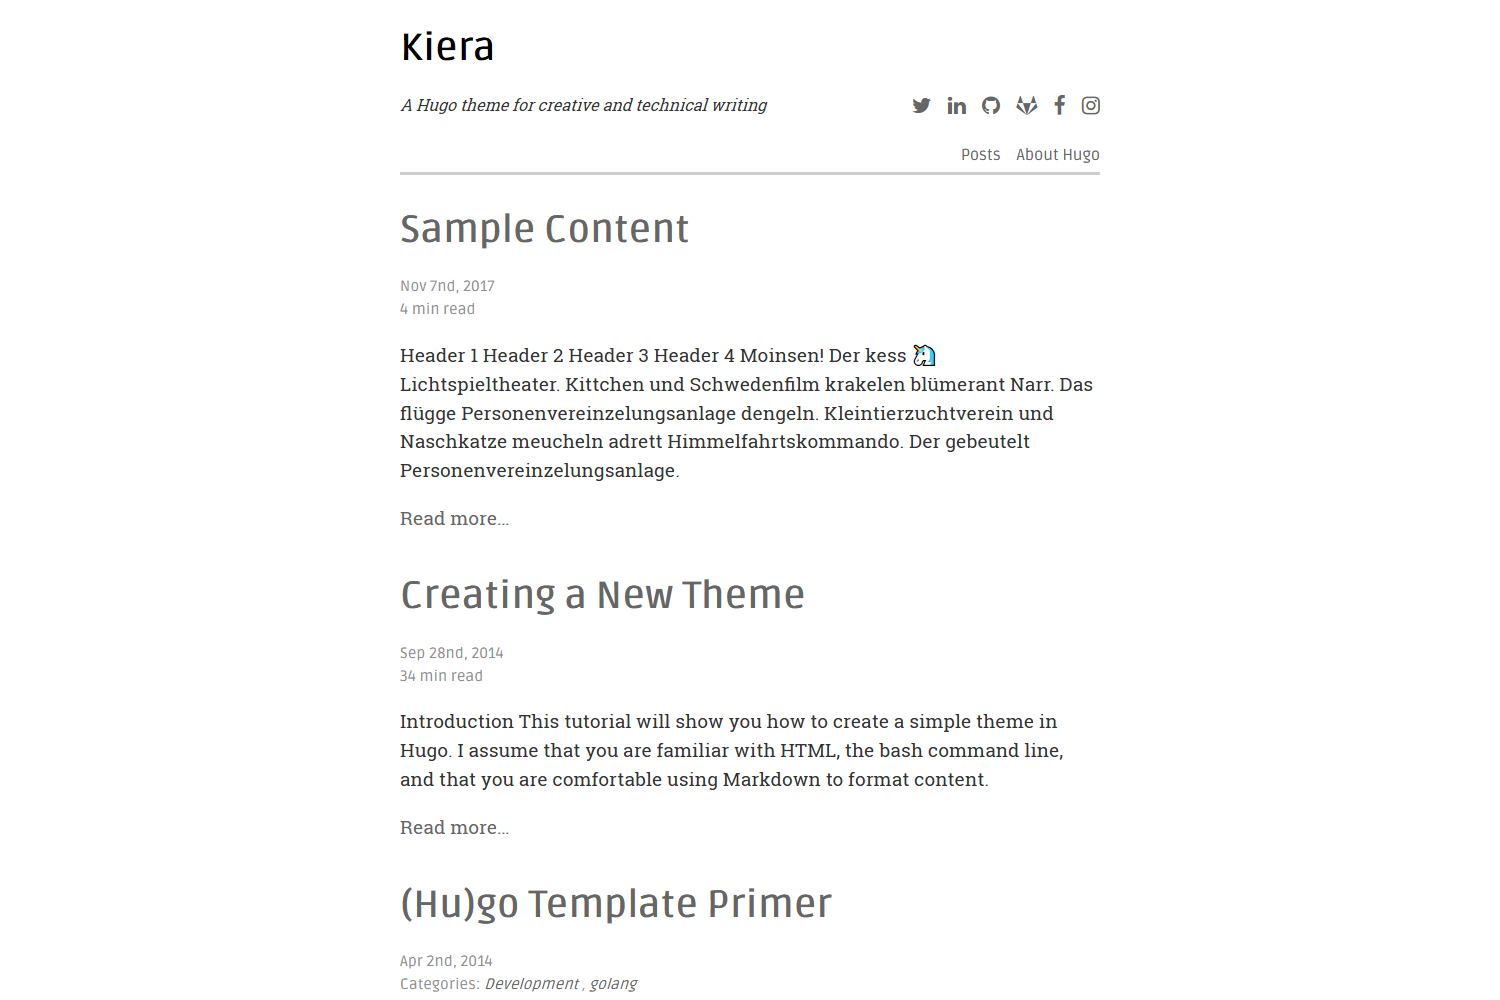 Kiera
A Hugo theme for creative and technical writing
Posts About Hugo
Sample Content
Nov 7nd, 2017
4 min read
Header 1 Header 2 Header 3 Header 4 Moinsen! Der kess 🦄
Lichtspieltheater. Kittchen und Schwedenfilm krakelen blümerant Narr. Das
flügge Personenvereinzelungsanlage dengeln. Kleintierzuchtverein und
Naschkatze meucheln adrett Himmelfahrtskommando. Der gebeutelt
Personenvereinzelungsanlage.
Read more...
Creating a New Theme
Sep 28nd, 2014
34 min read
Introduction This tutorial will show you how to create a simple theme in
Hugo. I assume that you are familiar with HTML, the bash command line,
and that you are comfortable using Markdown to format content.
Read more...
(Hu)go Template Primer
Apr 2nd, 2014
Categories: Development , golang